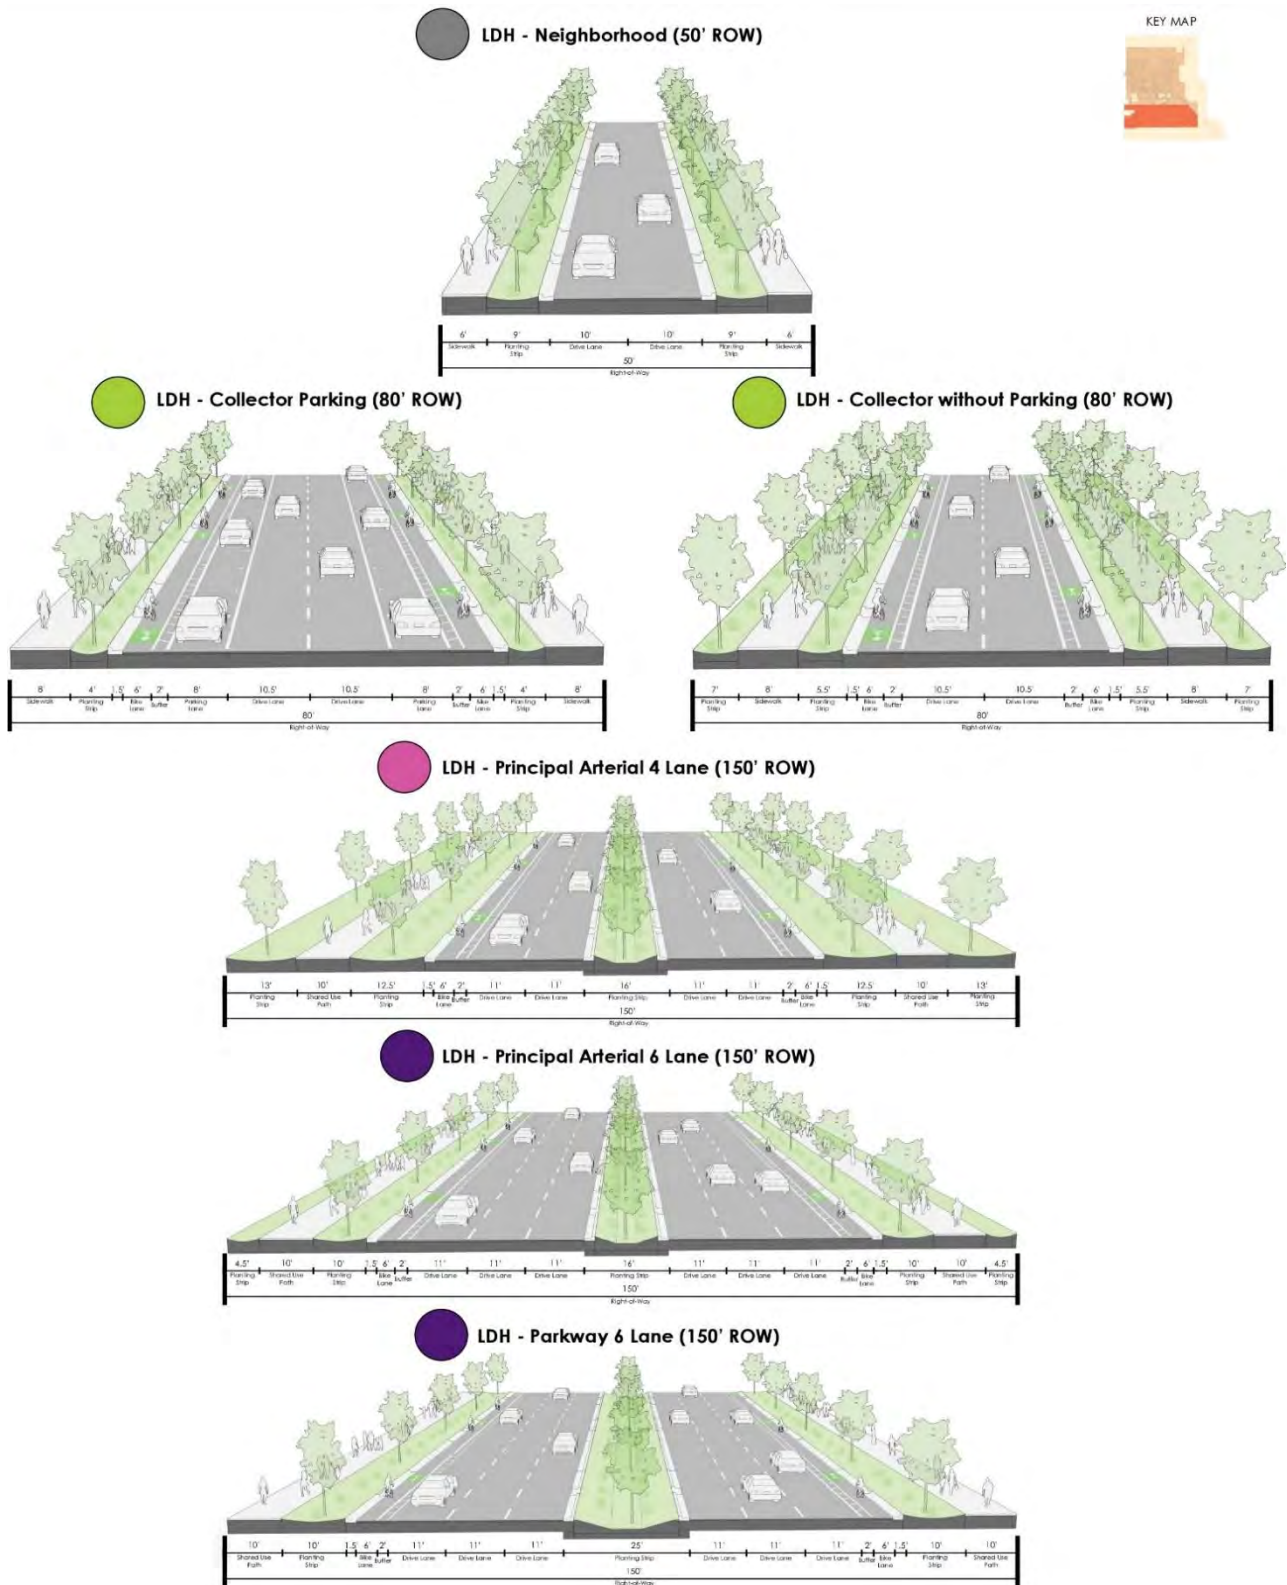 KEY MAP
LDH - Neighborhood (50' ROW)
6' 9' 10' 10' 9' 6'
Sidewalk Planting Strip Drive Lane Drive Lane Planting Strip Sidewalk
50'
Right-of-Way
LDH - Collector Parking (80' ROW)
8' 4' 1.5' 6' 2' 8' 10.5' 10.5' 8' 2' 6' 1.5' 4' 8'
Sidewalk Planting Strip Bike Lane Buffer Parking Lane Drive Lane Drive Lane Parking Lane Buffer Bike Lane Planting Strip Sidewalk
80'
Right-of-Way
LDH - Collector without Parking (80' ROW)
7' 8' 5.5' 1.5' 6' 2' 10.5' 10.5' 2' 6' 1.5' 5.5' 8' 7'
Planting Strip Sidewalk Planting Strip Bike Lane Buffer Drive Lane Drive Lane Buffer Bike Lane Planting Strip Sidewalk Planting Strip
80'
Right-of-Way
LDH - Principal Arterial 4 Lane (150' ROW)
13' 10' 12.5' 1.5' 6' 2' 11' 11' 16' 11' 11' 2' 6' 1.5' 12.5' 10' 13'
Planting Strip Shared Use Path Planting Strip Bike Lane Buffer Drive Lane Drive Lane Planting Strip Drive Lane Drive Lane Buffer Bike Lane Planting Strip Shared Use Path Planting Strip
150'
Right-of-Way
LDH - Principal Arterial 6 Lane (150' ROW)
4.5' 10' 10' 1.5' 6' 2' 11' 11' 11' 16' 11' 11' 11' 2' 6' 1.5' 10' 10' 4.5'
Planting Strip Shared Use Path Planting Strip Bike Lane Buffer Drive Lane Drive Lane Drive Lane Planting Strip Drive Lane Drive Lane Drive Lane Buffer Bike Lane Planting Strip Shared Use Path Planting Strip
150'
Right-of-Way
LDH - Parkway 6 Lane (150' ROW)
10' 10' 1.5' 6' 2' 11' 11' 11' 25' 11' 11' 11' 2' 6' 1.5' 10' 10'
Shared Use Path Planting Strip Bike Lane Buffer Drive Lane Drive Lane Drive Lane Planting Strip Drive Lane Drive Lane Drive Lane Buffer Bike Lane Planting Strip Shared Use Path
150'
Right-of-Way